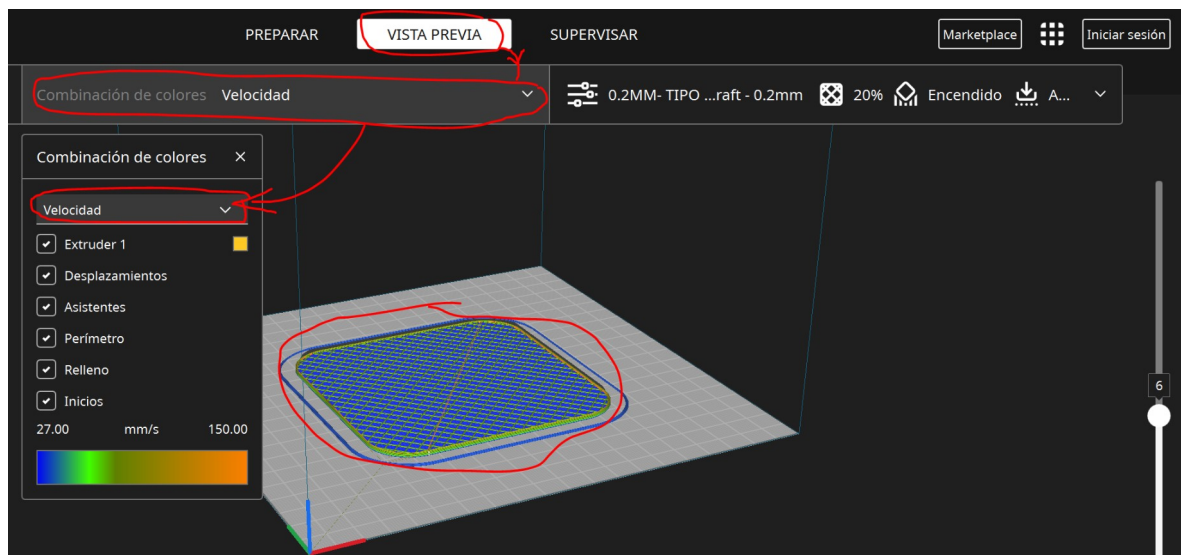 PREPARAR
VISTA PREVIA
SUPERVISAR
Marketplace
Iniciar sesión
Combinación de colores Velocidad
0.2MM- TIPO ...raft - 0.2mm
20%
Encendido
A...
Combinación de colores
Velocidad
Extruder 1
Desplazamientos
Asistentes
Perímetro
Relleno
Inicios
27.00 mm/s 150.00
6